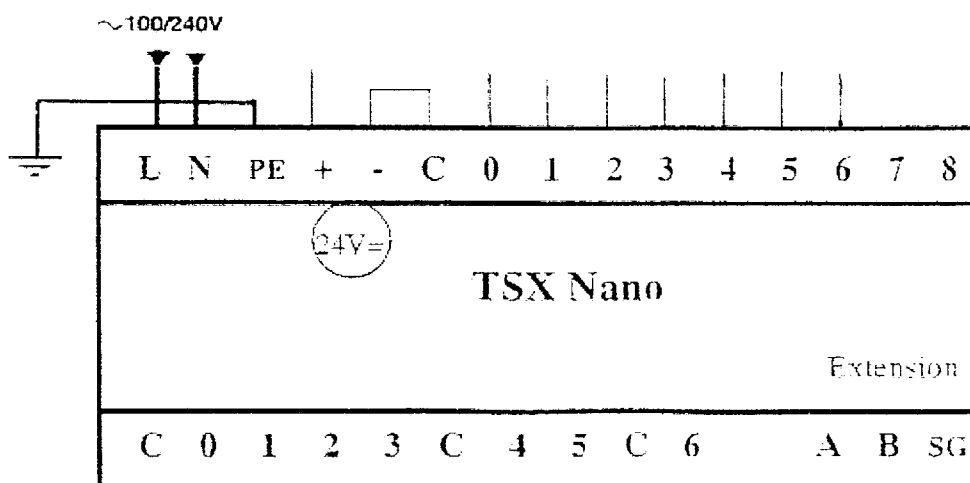 ~100/240V
L N PE + - C 0 1 2 3 4 5 6 7 8
24V=
TSX Nano
Extension
C 0 1 2 3 C 4 5 C 6 A B SG